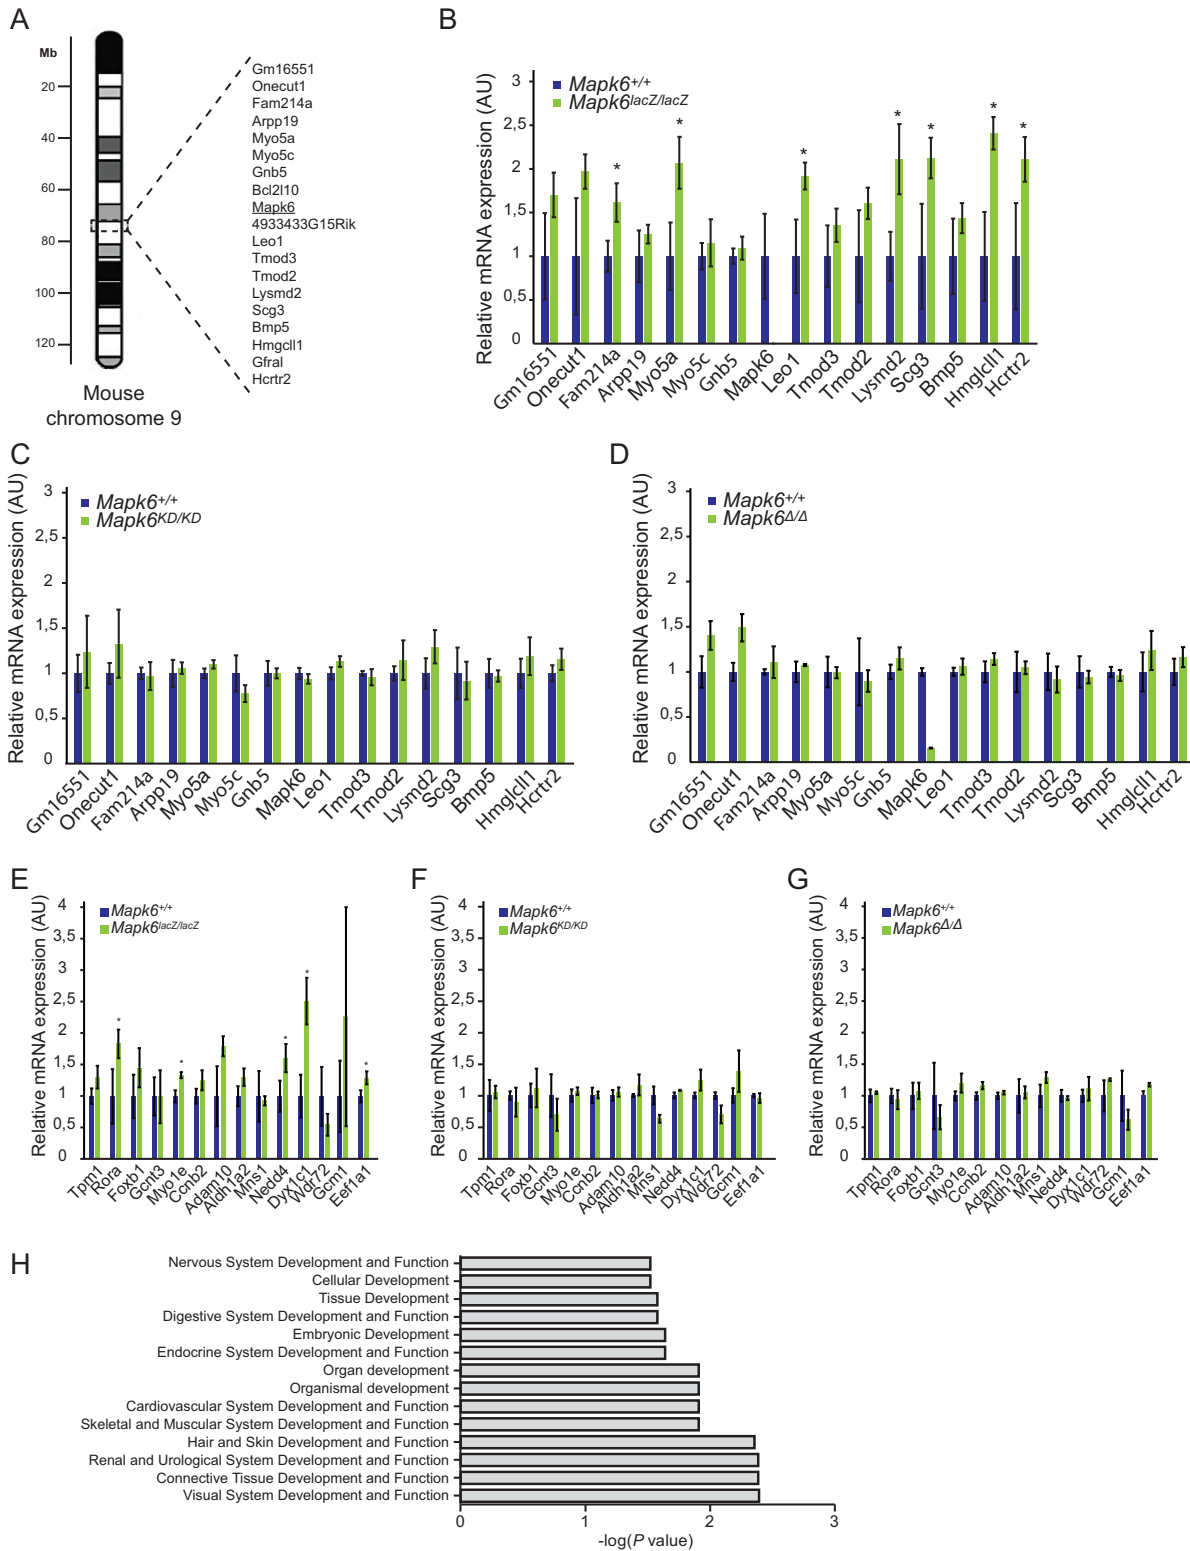 A
Mb
20
40
60
80
100
120
Mouse
chromosome 9
Gm16551
Onecut1
Fam214a
Arpp19
Myo5a
Myo5c
Gnb5
Bcl2l10
Mapk6
4933433G15Rik
Leo1
Tmod3
Tmod2
Lysmd2
Scg3
Bmp5
Hmgcll1
Gfral
Hcrtr2
B
Relative mRNA expression (AU)
3
2,5
2
1,5
1
0,5
0
Mapk6+/+
Mapk6lacZ/lacZ
* * * * * * *
Gm16551
Onecut1
Fam214a
Arpp19
Myo5a
Myo5c
Gnb5
Mapk6
Leo1
Tmod3
Tmod2
Lysmd2
Scg3
Bmp5
Hmglcll1
Hcrtr2
C
Relative mRNA expression (AU)
3
2,5
2
1,5
1
0,5
0
Mapk6+/+
Mapk6KD/KD
Gm16551
Onecut1
Fam214a
Arpp19
Myo5a
Myo5c
Gnb5
Mapk6
Leo1
Tmod3
Tmod2
Lysmd2
Scg3
Bmp5
Hmglcll1
Hcrtr2
D
Relative mRNA expression (AU)
3
2,5
2
1,5
1
0,5
0
Mapk6+/+
Mapk6Δ/Δ
Gm16551
Onecut1
Fam214a
Arpp19
Myo5a
Myo5c
Gnb5
Mapk6
Leo1
Tmod3
Tmod2
Lysmd2
Scg3
Bmp5
Hmglcll1
Hcrtr2
E
Relative mRNA expression (AU)
4
3,5
3
2,5
2
1,5
1
0,5
0
Mapk6+/+
Mapk6lacZ/lacZ
* * * * *
Tpm1
Rora
Foxb1
Gcnt3
Myo1e
Ccnb2
Adam10
Aldh1a2
Mns1
Nedd4
Dyx1c1
Wdr72
Gcm1
Eef1a1
F
Relative mRNA expression (AU)
4
3,5
3
2,5
2
1,5
1
0,5
0
Mapk6+/+
Mapk6KD/KD
Tpm1
Rora
Foxb1
Gcnt3
Myo1e
Ccnb2
Adam10
Aldh1a2
Mns1
Nedd4
Dyx1c1
Wdr72
Gcm1
Eef1a1
G
Relative mRNA expression (AU)
4
3,5
3
2,5
2
1,5
1
0,5
0
Mapk6+/+
Mapk6Δ/Δ
Tpm1
Rora
Foxb1
Gcnt3
Myo1e
Ccnb2
Adam10
Aldh1a2
Mns1
Nedd4
Dyx1c1
Wdr72
Gcm1
Eef1a1
H
Nervous System Development and Function
Cellular Development
Tissue Development
Digestive System Development and Function
Embryonic Development
Endocrine System Development and Function
Organ development
Organismal development
Cardiovascular System Development and Function
Skeletal and Muscular System Development and Function
Hair and Skin Development and Function
Renal and Urological System Development and Function
Connective Tissue Development and Function
Visual System Development and Function
0 1 2 3
-log(P value)